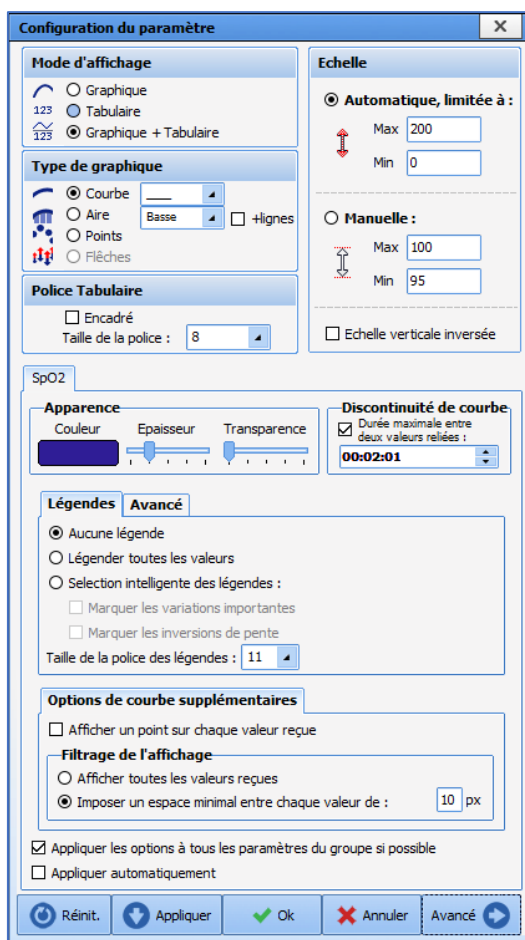 Configuration du paramètre
Mode d'affichage
Graphique
123 Tabulaire
123 Graphique + Tabulaire
Type de graphique
Courbe
Aire Basse +lignes
Points
Flêches
Police Tabulaire
Encadré
Taille de la police : 8
Echelle
Automatique, limitée à :
Max 200
Min 0
Manuelle :
Max 100
Min 95
Echelle verticale inversée
SpO2
Apparence
Couleur Epaisseur Transparence
Discontinuité de courbe
Durée maximale entre
deux valeurs reliées :
00:02:01
Légendes Avancé
Aucune légende
Légender toutes les valeurs
Selection intelligente des légendes :
Marquer les variations importantes
Marquer les inversions de pente
Taille de la police des légendes : 11
Options de courbe supplémentaires
Afficher un point sur chaque valeur reçue
Filtrage de l'affichage
Afficher toutes les valeurs reçues
Imposer un espace minimal entre chaque valeur de : 10 px
Appliquer les options à tous les paramètres du groupe si possible
Appliquer automatiquement
Réinit. Appliquer Ok Annuler Avancé